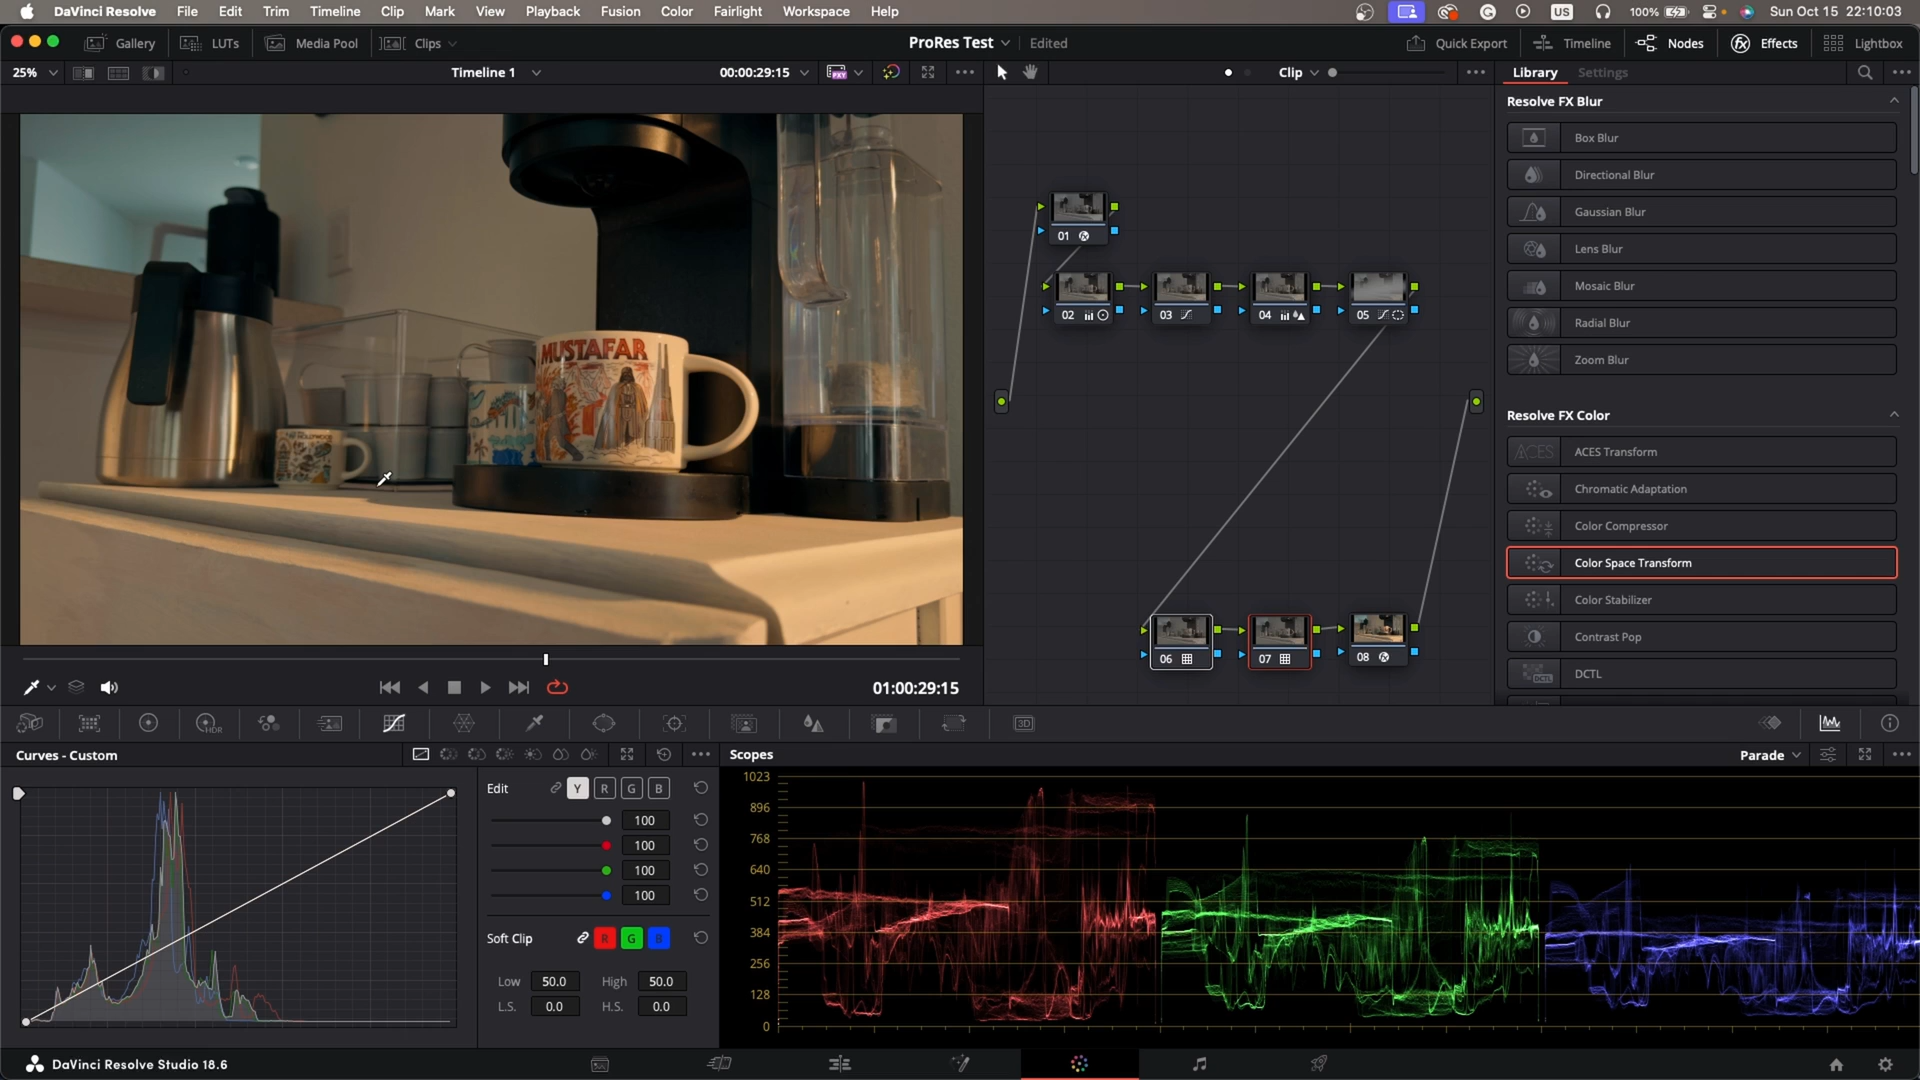 DaVinci Resolve File Edit Trim Timeline Clip Mark View Playback Fusion Color Fairlight Workspace Help US 100% Sun Oct 15 22:10:03
Gallery LUTs Media Pool Clips ProRes Test Edited Quick Export Timeline Nodes Effects Lightbox
25% Timeline 1 00:00:29:15 PXY Clip Library Settings
Resolve FX Blur
Box Blur
Directional Blur
Gaussian Blur
Lens Blur
Mosaic Blur
Radial Blur
Zoom Blur
Resolve FX Color
ACES ACES Transform
Chromatic Adaptation
Color Compressor
Color Space Transform
Color Stabilizer
Contrast Pop
DCTL DCTL
MUSTAFAR
01
02 03 04 05
06 07 08
01:00:29:15
HDR 3D
Curves - Custom
Edit Y R G B
100
100
100
100
Soft Clip R G B
Low 50.0 High 50.0
L.S. 0.0 H.S. 0.0
Scopes Parade
1023
896
768
640
512
384
256
128
0
DaVinci Resolve Studio 18.6